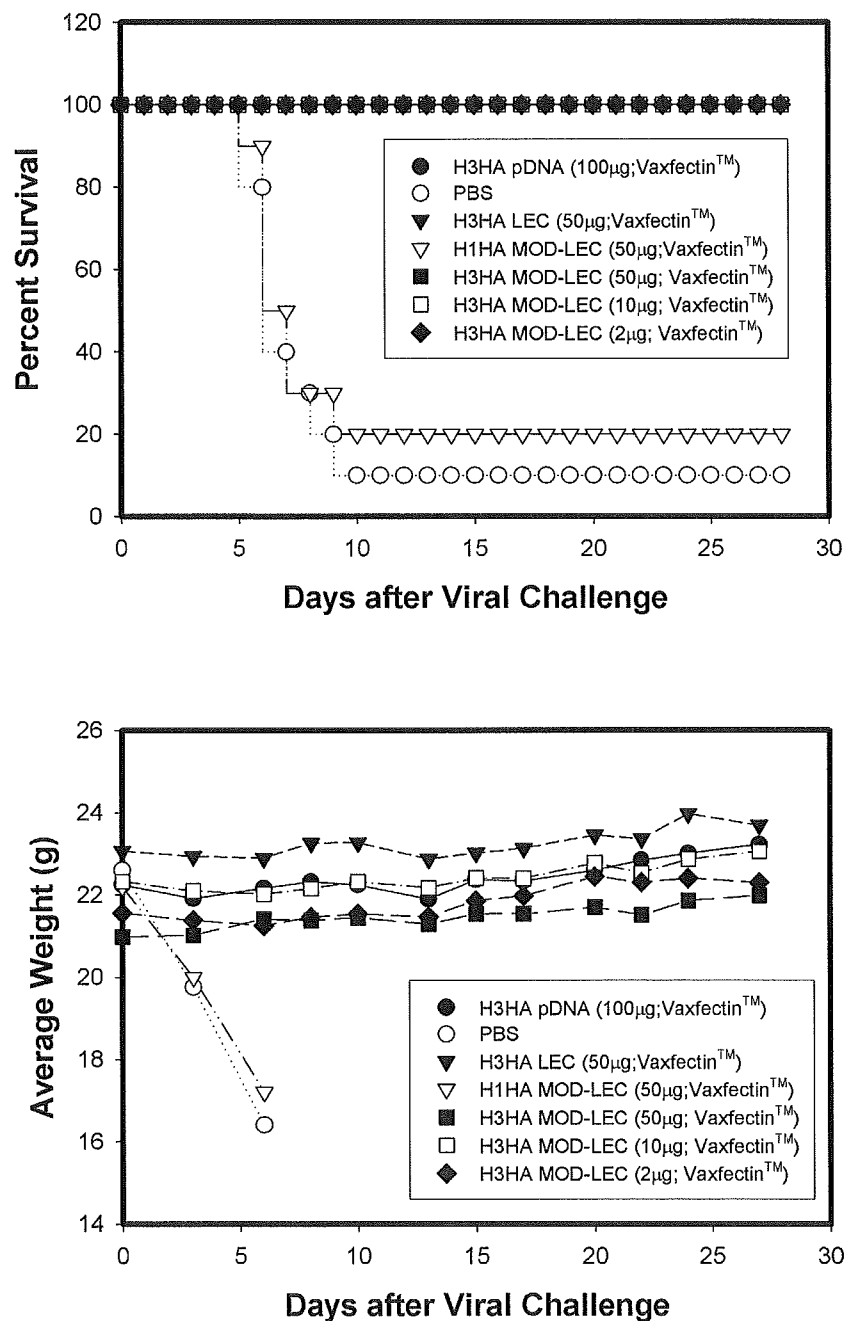 120
100
80
60
40
20
0
Percent Survival
H3HA pDNA (100µg;Vaxfectin™)
PBS
H3HA LEC (50µg;Vaxfectin™)
H1HA MOD-LEC (50µg;Vaxfectin™)
H3HA MOD-LEC (50µg; Vaxfectin™)
H3HA MOD-LEC (10µg; Vaxfectin™)
H3HA MOD-LEC (2µg; Vaxfectin™)
0 5 10 15 20 25 30
Days after Viral Challenge
26
24
22
20
18
16
14
Average Weight (g)
H3HA pDNA (100µg;Vaxfectin™)
PBS
H3HA LEC (50µg;Vaxfectin™)
H1HA MOD-LEC (50µg;Vaxfectin™)
H3HA MOD-LEC (50µg; Vaxfectin™)
H3HA MOD-LEC (10µg; Vaxfectin™)
H3HA MOD-LEC (2µg; Vaxfectin™)
0 5 10 15 20 25 30
Days after Viral Challenge